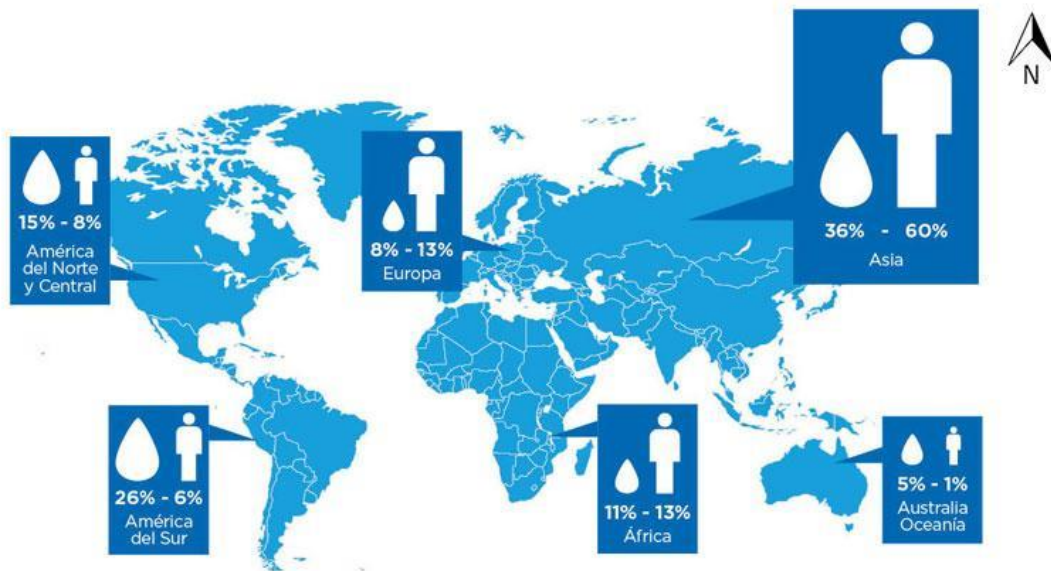 N
15% - 8%
América
del Norte
y Central
8% - 13%
Europa
36% - 60%
Asia
26% - 6%
América
del Sur
11% - 13%
África
5% - 1%
Australia
Oceanía